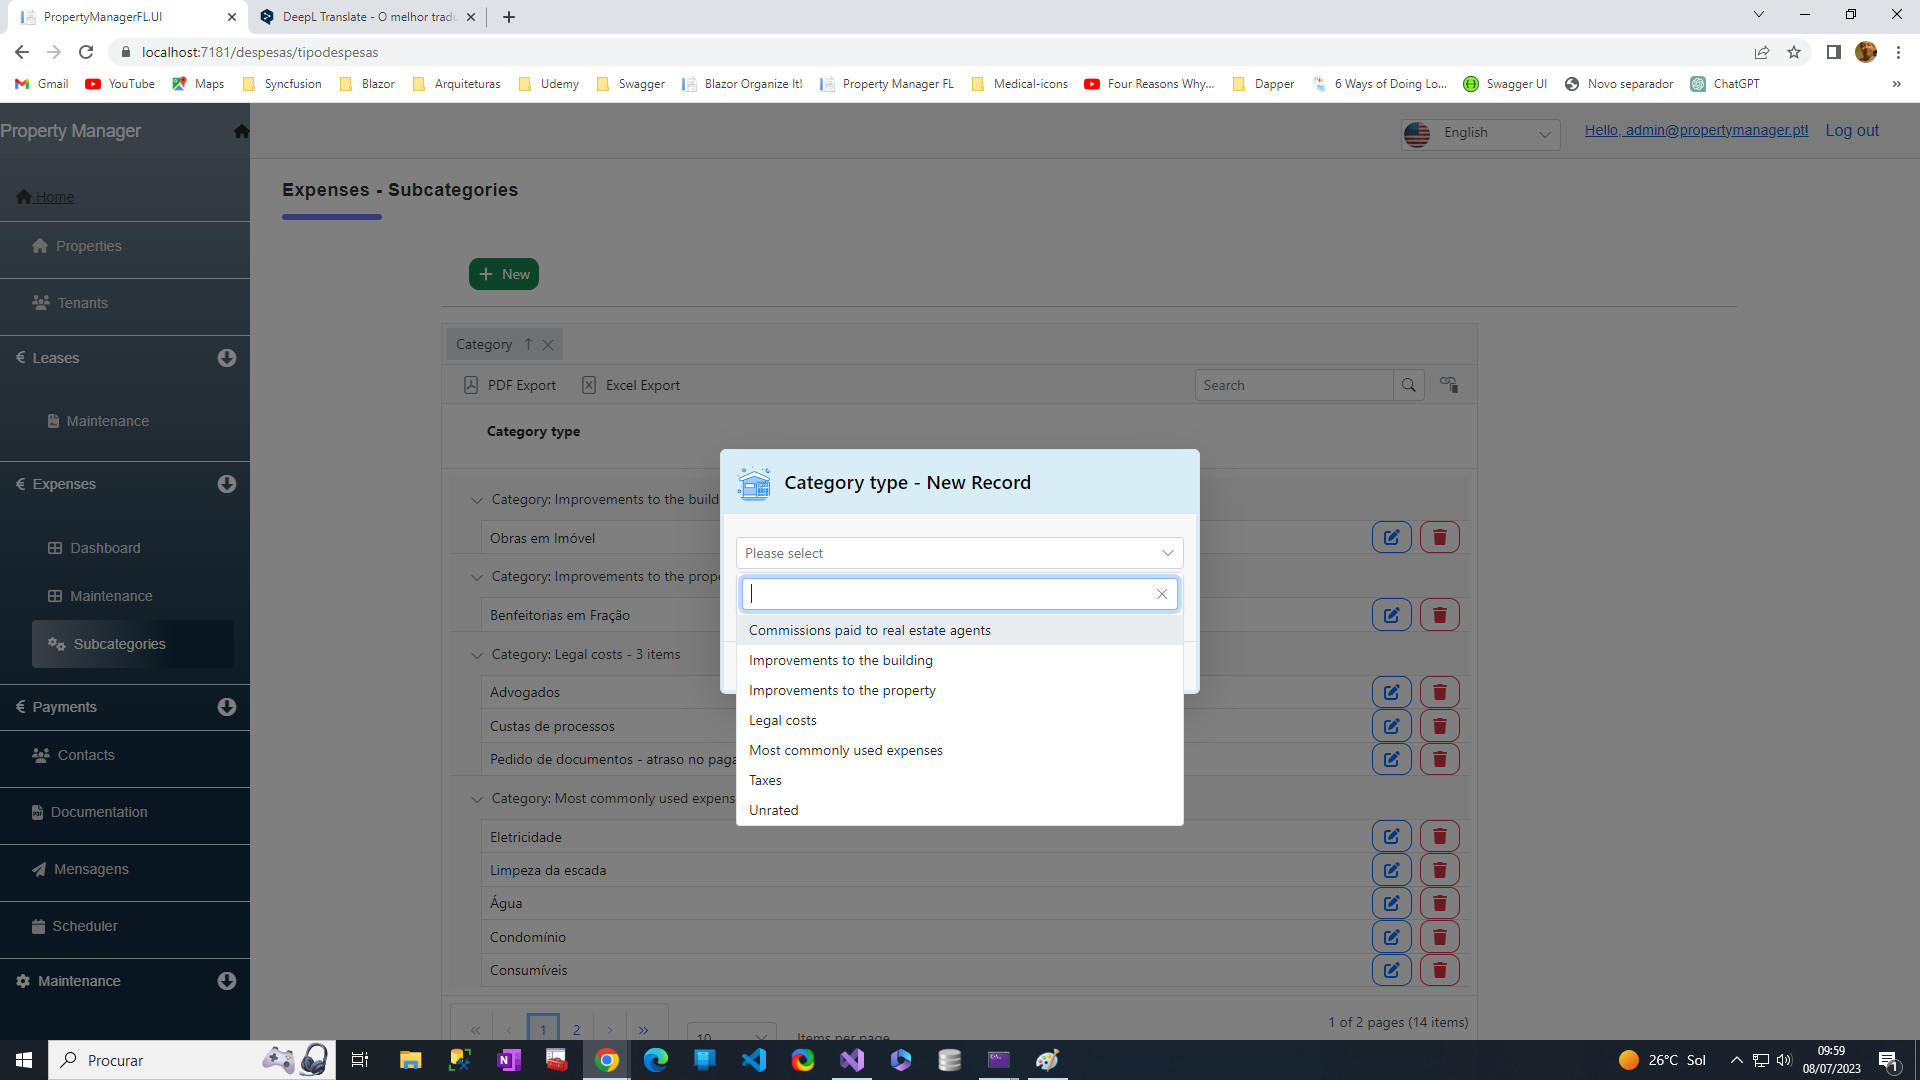 PropertyManagerFL.UI
DeepL Translate - O melhor tradu
localhost:7181/despesas/tipodespesas
Gmail YouTube Maps Syncfusion Blazor Arquiteturas Udemy Swagger Blazor Organize It! Property Manager FL Medical-icons Four Reasons Why... Dapper 6 Ways of Doing Lo... Swagger UI Novo separador ChatGPT »
Property Manager
English
Hello, admin@propertymanager.pt!
Log out
Home
Properties
Tenants
€ Leases
Maintenance
€ Expenses
Dashboard
Maintenance
Subcategories
€ Payments
Contacts
Documentation
Mensagens
Scheduler
Maintenance
Expenses - Subcategories
New
Category
PDF Export Excel Export Search
Category type
Category: Improvements to the build
Obras em Imóvel
Category: Improvements to the prope
Benfeitorias em Fração
Category: Legal costs - 3 items
Advogados
Custas de processos
Pedido de documentos - atraso no paga
Category: Most commonly used expens
Eletricidade
Limpeza da escada
Água
Condomínio
Consumíveis
1 2
10
Items per page
1 of 2 pages (14 items)
Category type - New Record
Please select
Commissions paid to real estate agents
Improvements to the building
Improvements to the property
Legal costs
Most commonly used expenses
Taxes
Unrated
Procurar
26°C Sol
09:59
08/07/2023
1